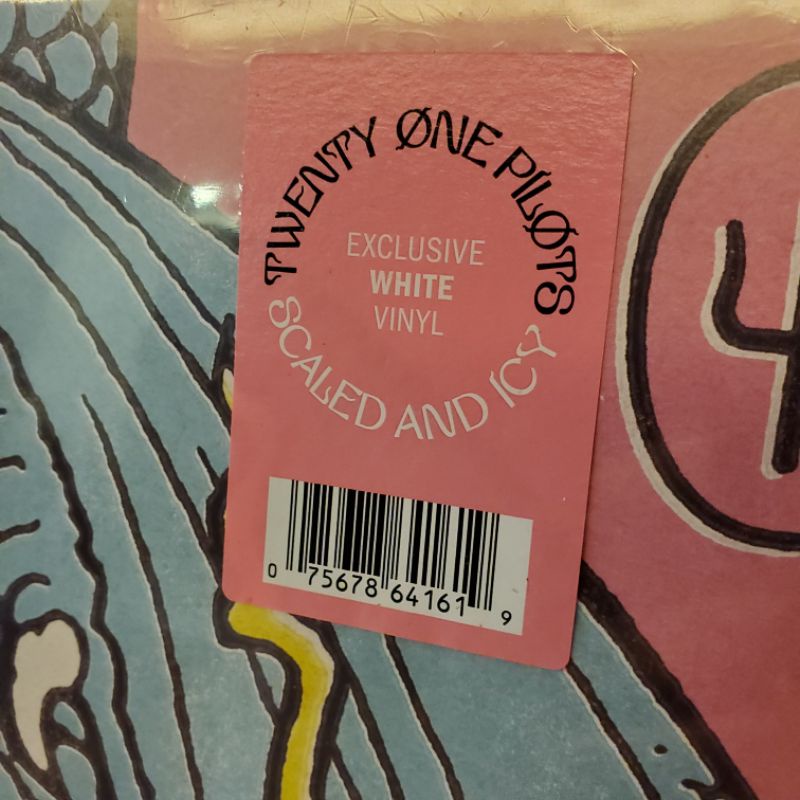 TWENTY ØNE PILØTS
EXCLUSIVE
WHITE
VINYL
SCALED AND ICY
0 75678 64161 9